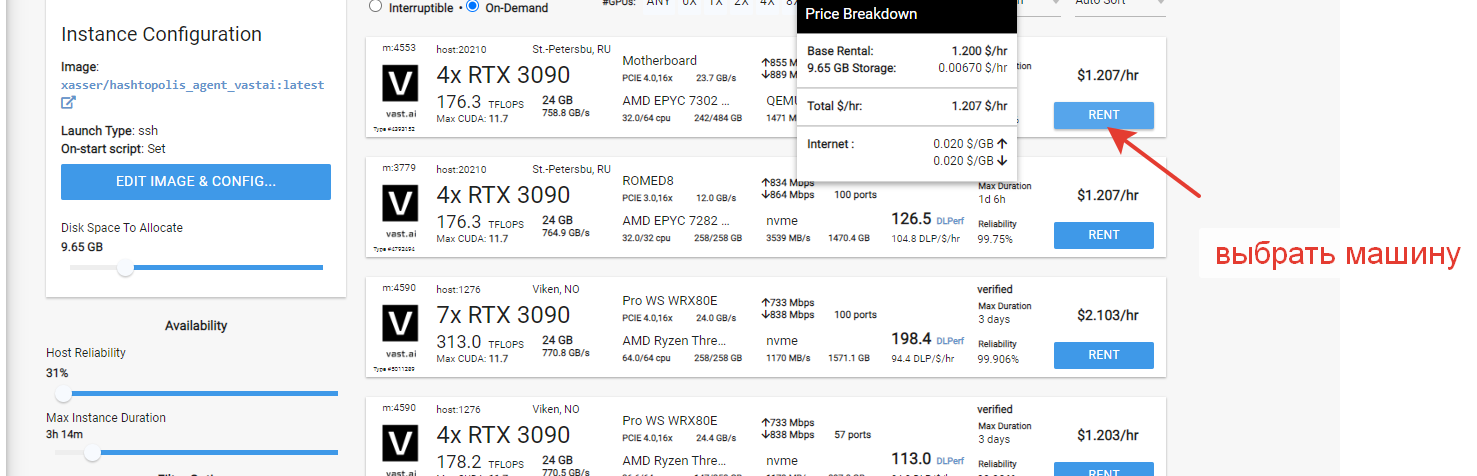 Interruptible • On-Demand
#GPUs: ANY 0X 1X 2X 4X 8X
Auto Sort
Instance Configuration
Image:
xasser/hashtopolis_agent_vastai:latest
Launch Type: ssh
On-start script: Set
EDIT IMAGE & CONFIG...
Disk Space To Allocate
9.65 GB
Availability
Host Reliability
31%
Max Instance Duration
3h 14m
Price Breakdown
Base Rental: 1.200 $/hr
9.65 GB Storage: 0.00670 $/hr
Total $/hr: 1.207 $/hr
Internet : 0.020 $/GB ↑
0.020 $/GB ↓
m:4553 host:20210 St.-Petersbu, RU
4x RTX 3090
176.3 TFLOPS
Max CUDA: 11.7
24 GB
758.8 GB/s
vast.ai
Type #4393152
Motherboard
PCIE 4.0,16x 23.7 GB/s
AMD EPYC 7302 ...
32.0/64 cpu 242/484 GB
↑855 M
↓889 M
QEMU
1471 M
$1.207/hr
RENT
m:3779 host:20210 St.-Petersbu, RU
4x RTX 3090
176.3 TFLOPS
Max CUDA: 11.7
24 GB
764.9 GB/s
vast.ai
ROMED8
PCIE 3.0,16x 12.0 GB/s
AMD EPYC 7282 ...
32.0/32 cpu 258/258 GB
↑834 Mbps
↓864 Mbps 100 ports
nvme
3539 MB/s 1470.4 GB
126.5 DLPerf
104.8 DLP/$/hr
Max Duration
1d 6h
Reliability
99.75%
$1.207/hr
RENT
выбрать машину
m:4590 host:1276 Viken, NO
7x RTX 3090
313.0 TFLOPS
Max CUDA: 11.7
24 GB
770.8 GB/s
vast.ai
Type #5011289
Pro WS WRX80E
PCIE 4.0,16x 24.0 GB/s
AMD Ryzen Thre...
64.0/64 cpu 258/258 GB
↑733 Mbps
↓838 Mbps 100 ports
nvme
1170 MB/s 1571.1 GB
198.4 DLPerf
94.4 DLP/$/hr
verified
Max Duration
3 days
Reliability
99.906%
$2.103/hr
RENT
m:4590 host:1276 Viken, NO
4x RTX 3090
178.2 TFLOPS
24 GB
770.5 GB/s
vast.ai
Pro WS WRX80E
PCIE 4.0,16x 24.4 GB/s
AMD Ryzen Thre...
↑733 Mbps
↓838 Mbps 57 ports
nvme
113.0 DLPerf
verified
Max Duration
3 days
Reliability
$1.203/hr
RENT